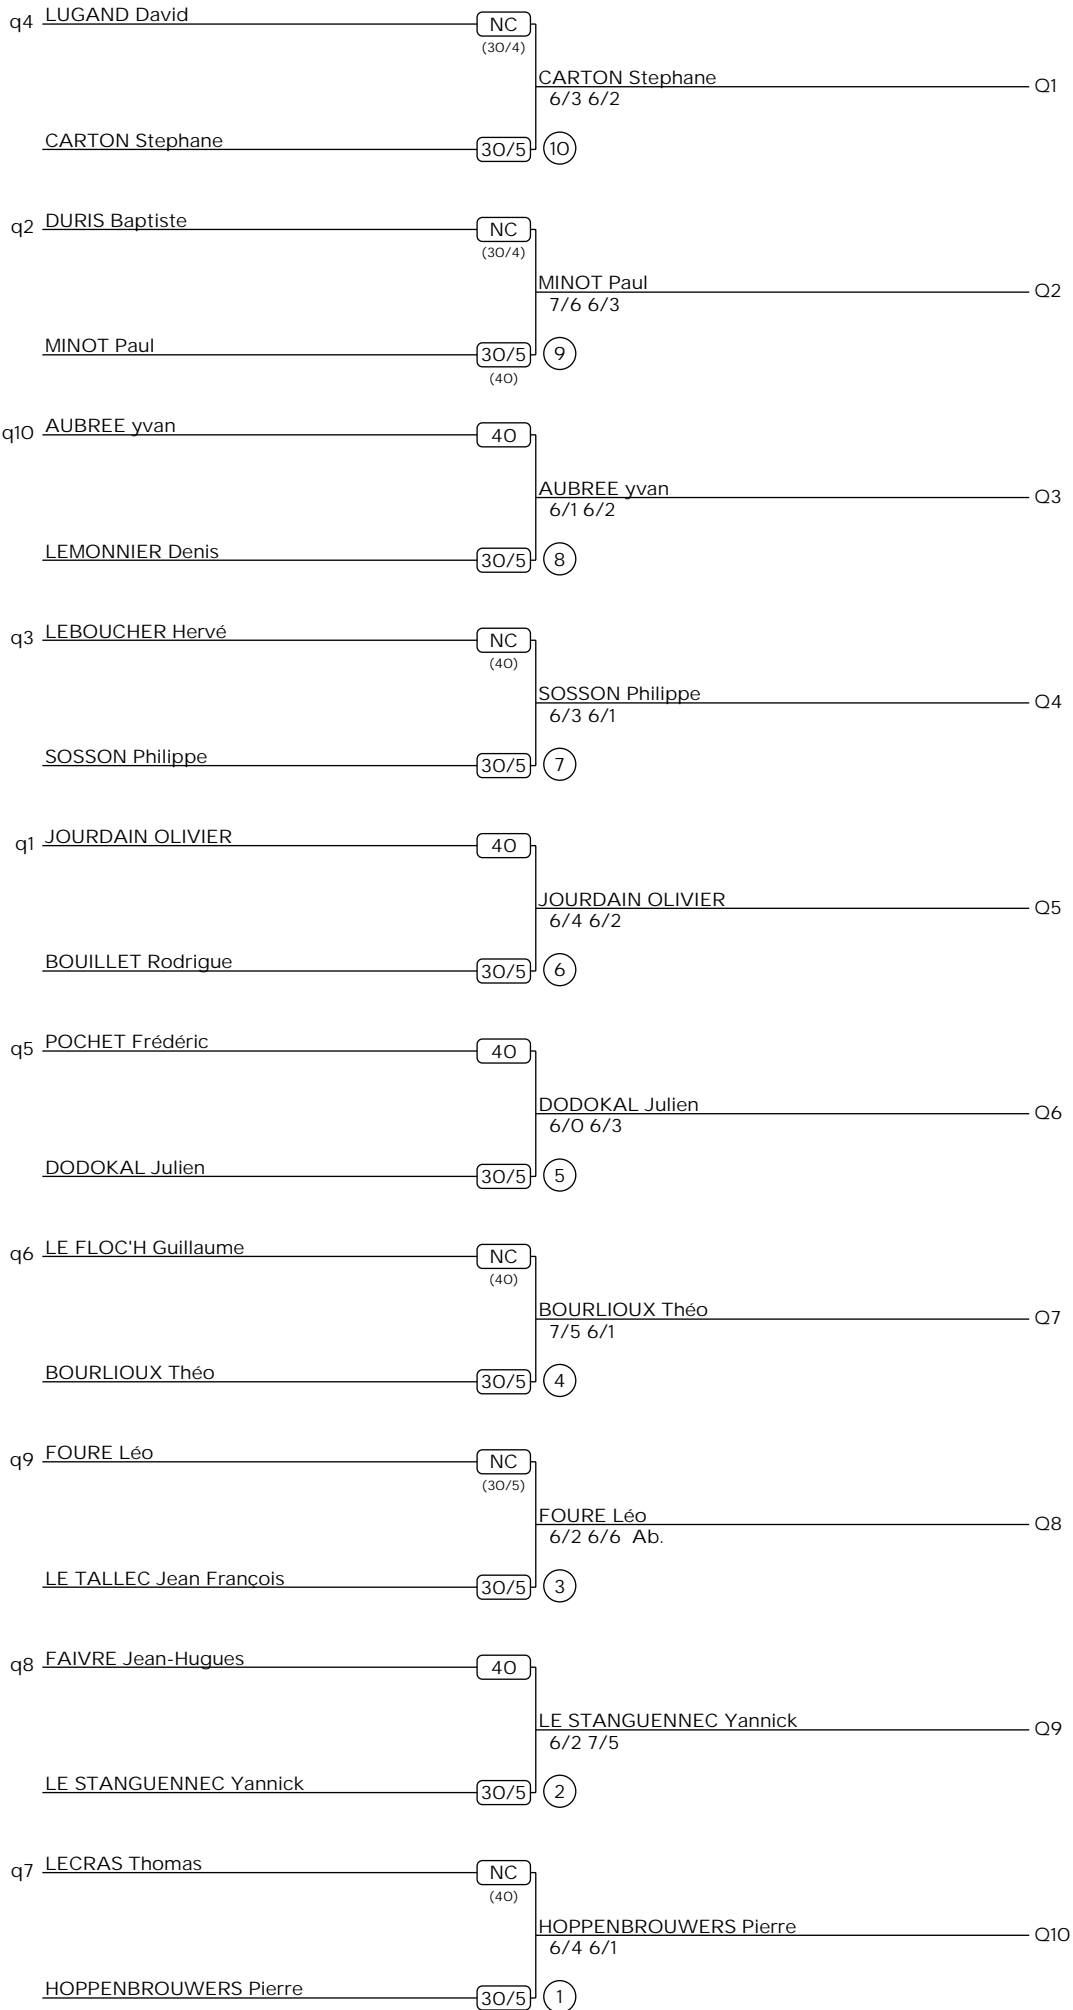 q4 LUGAND David NC
(30/4)
CARTON Stephane Q1
6/3 6/2
CARTON Stephane 30/5 10
q2 DURIS Baptiste NC
(30/4)
MINOT Paul Q2
7/6 6/3
MINOT Paul 30/5 9
(40)
q10 AUBREE yvan 40
AUBREE yvan Q3
6/1 6/2
LEMONNIER Denis 30/5 8
q3 LEBOUCHER Hervé NC
(40)
SOSSON Philippe Q4
6/3 6/1
SOSSON Philippe 30/5 7
q1 JOURDAIN OLIVIER 40
JOURDAIN OLIVIER Q5
6/4 6/2
BOUILLET Rodrigue 30/5 6
q5 POCHET Frédéric 40
DODOKAL Julien Q6
6/0 6/3
DODOKAL Julien 30/5 5
q6 LE FLOC'H Guillaume NC
(40)
BOURLIOUX Théo Q7
7/5 6/1
BOURLIOUX Théo 30/5 4
q9 FOURE Léo NC
(30/5)
FOURE Léo Q8
6/2 6/6 Ab.
LE TALLEC Jean François 30/5 3
q8 FAIVRE Jean-Hugues 40
LE STANGUENNEC Yannick Q9
6/2 7/5
LE STANGUENNEC Yannick 30/5 2
q7 LECRAS Thomas NC
(40)
HOPPENBROUWERS Pierre Q10
6/4 6/1
HOPPENBROUWERS Pierre 30/5 1